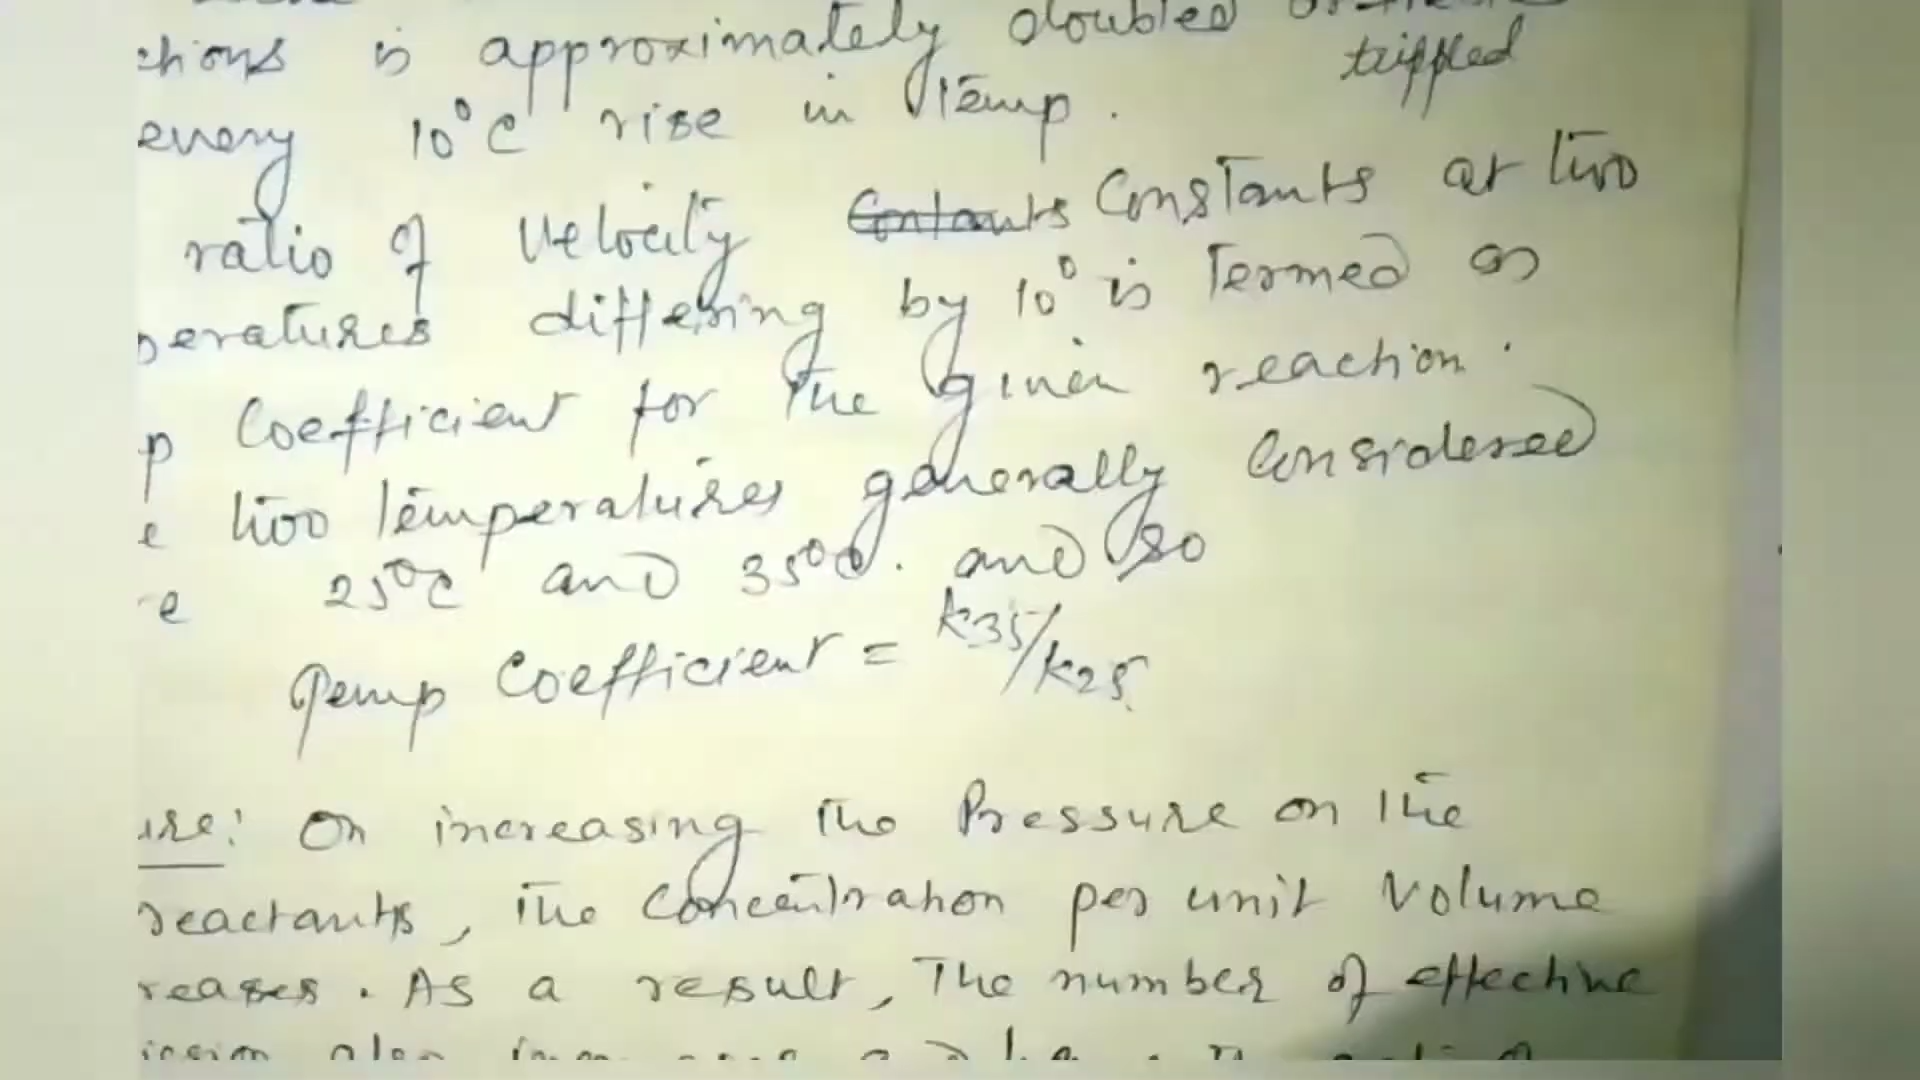 chions is approximately doubled or
trippled
every 10°C rise in Temp.
ratio of velocity Contants Constants at two
peratures differing by 10° is Termed as
p Coefficient for the given reaction.
e two temperatures generally Considered
e 25°C and 35°C. and so
Temp Coefficient = k35/k25
ure: On increasing the Pressure on the
reactants, the Concentration per unit Volume
reases. As a result, The number of effective
also